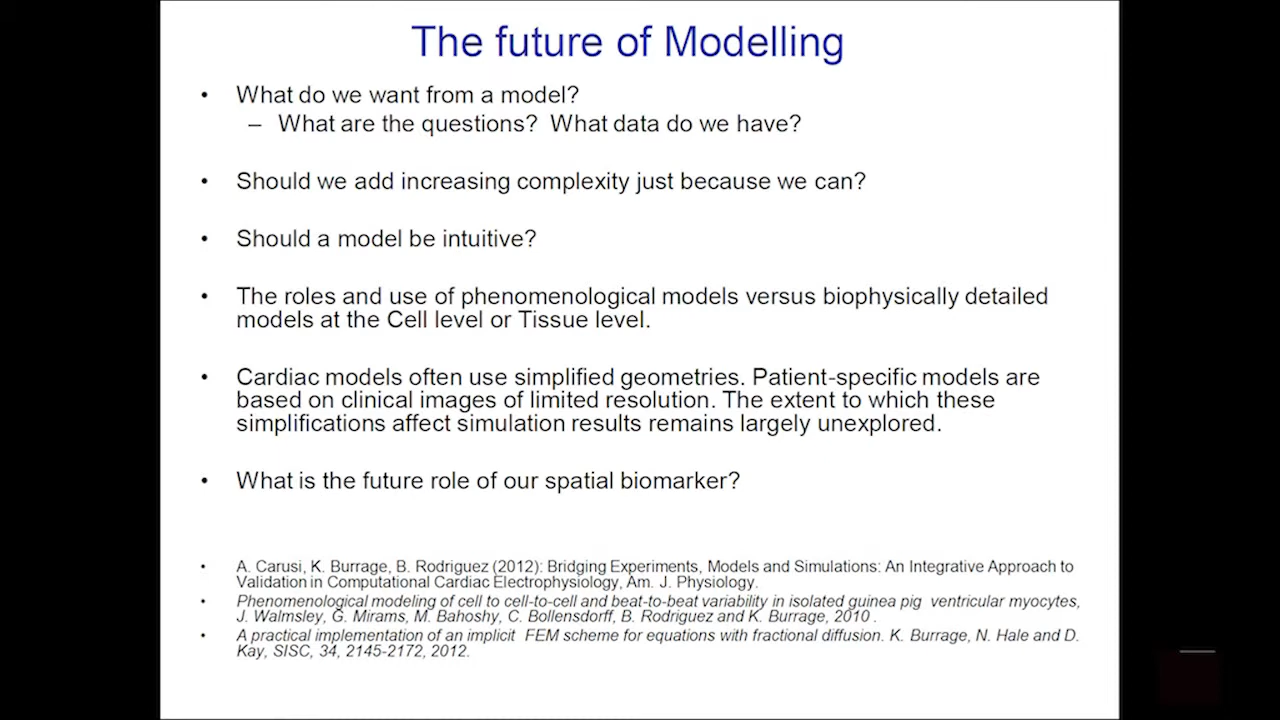 The future of Modelling
• What do we want from a model?
– What are the questions? What data do we have?
• Should we add increasing complexity just because we can?
• Should a model be intuitive?
• The roles and use of phenomenological models versus biophysically detailed
models at the Cell level or Tissue level.
• Cardiac models often use simplified geometries. Patient-specific models are
based on clinical images of limited resolution. The extent to which these
simplifications affect simulation results remains largely unexplored.
• What is the future role of our spatial biomarker?
• A. Carusi, K. Burrage, B. Rodriguez (2012): Bridging Experiments, Models and Simulations: An Integrative Approach to
Validation in Computational Cardiac Electrophysiology, Am. J. Physiology.
• Phenomenological modeling of cell to cell-to-cell and beat-to-beat variability in isolated guinea pig ventricular myocytes,
J. Walmsley, G. Mirams, M. Bahoshy, C. Bollensdorff, B. Rodriguez and K. Burrage, 2010 .
• A practical implementation of an implicit FEM scheme for equations with fractional diffusion. K. Burrage, N. Hale and D.
Kay, SISC, 34, 2145-2172, 2012.